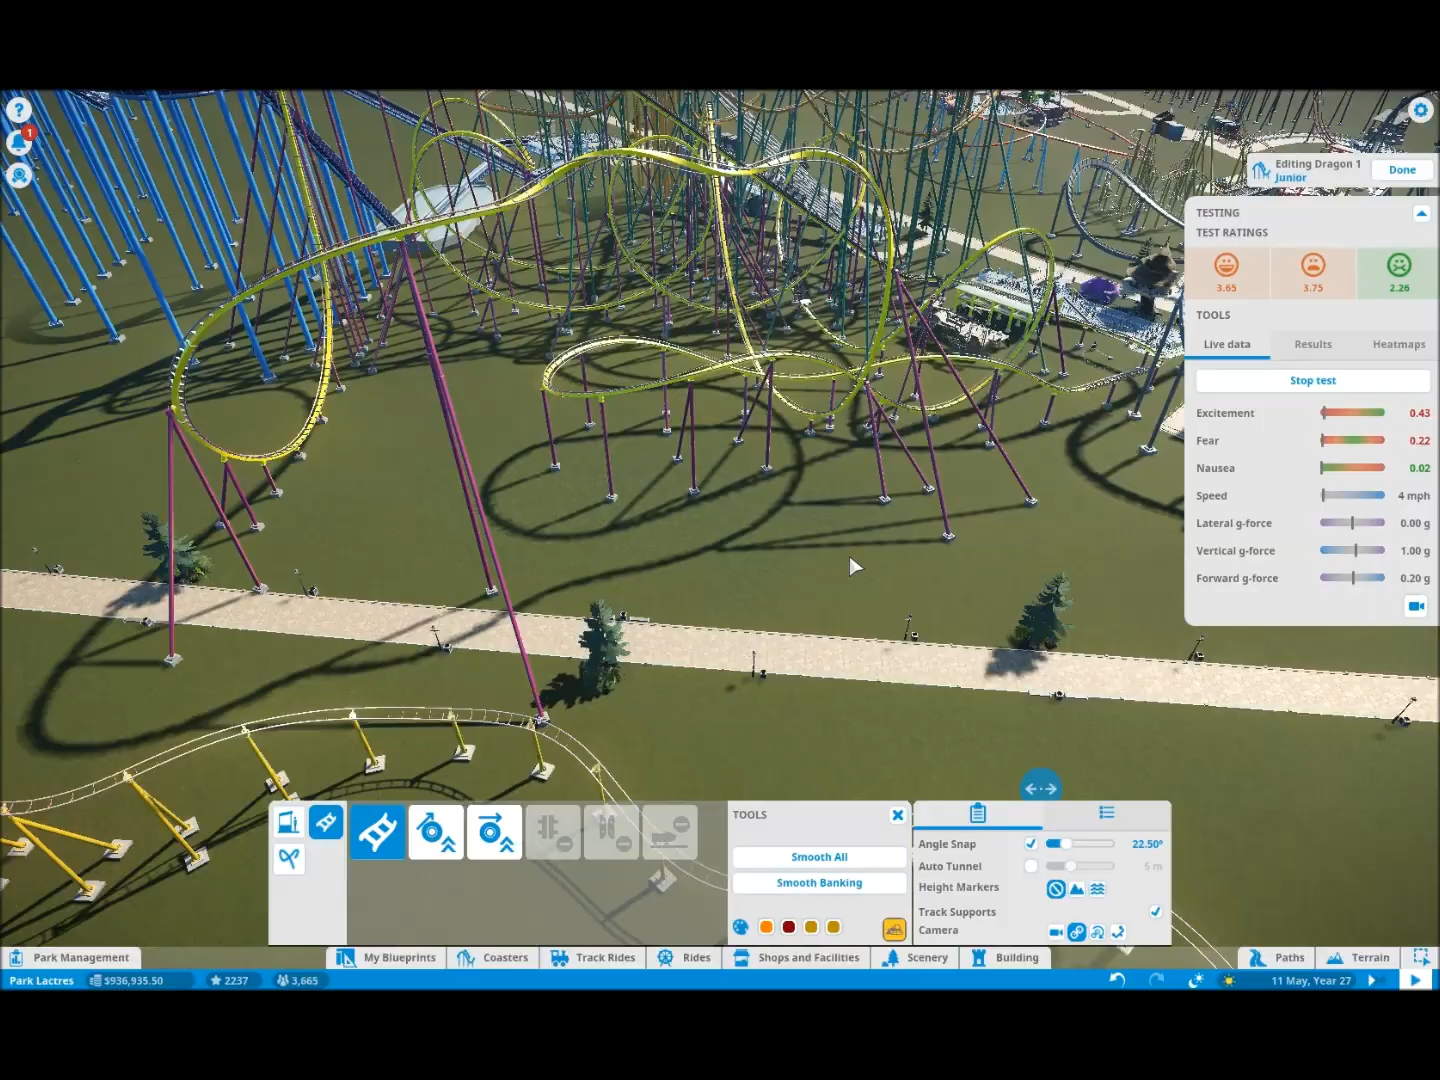 ?
1
Editing Dragon 1
Junior
Done
TESTING
TEST RATINGS
3.65 3.75 2.26
TOOLS
Live data Results Heatmaps
Stop test
Excitement 0.43
Fear 0.22
Nausea 0.02
Speed 4 mph
Lateral g-force 0.00 g
Vertical g-force 1.00 g
Forward g-force 0.20 g
TOOLS
Smooth All
Smooth Banking
Angle Snap 22.50°
Auto Tunnel 5 m
Height Markers
Track Supports
Camera
Park Management My Blueprints Coasters Track Rides Rides Shops and Facilities Scenery Building Paths Terrain
Park Lactres $936,935.50 2237 3,665 11 May, Year 27